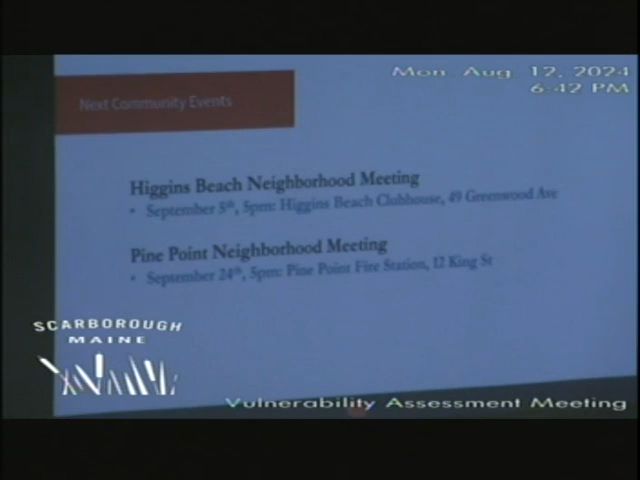 Mon Aug. 12, 2024
6:42 PM
Next Community Events
Higgins Beach Neighborhood Meeting
• September 5th, 5pm: Higgins Beach Clubhouse, 49 Greenwood Ave
Pine Point Neighborhood Meeting
• September 24th, 5pm: Pine Point Fire Station, 12 King St
SCARBOROUGH
MAINE
Vulnerability Assessment Meeting